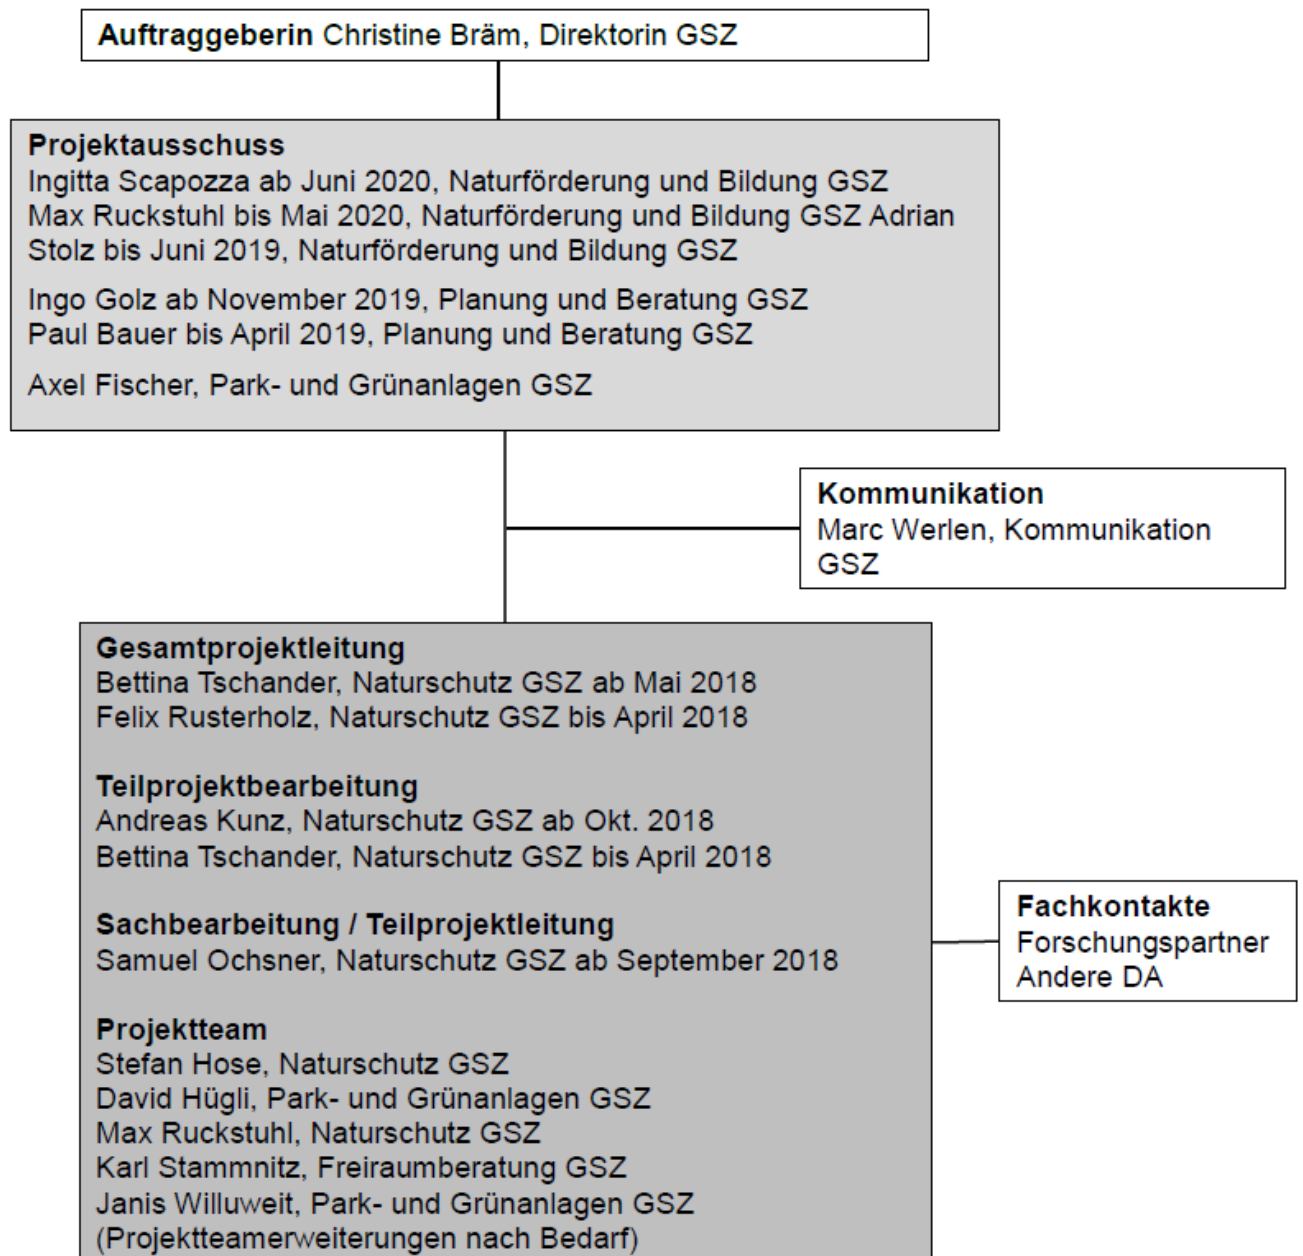 Auftraggeberin Christine Bräm, Direktorin GSZ
Projektausschuss
Ingitta Scapozza ab Juni 2020, Naturförderung und Bildung GSZ
Max Ruckstuhl bis Mai 2020, Naturförderung und Bildung GSZ Adrian
Stolz bis Juni 2019, Naturförderung und Bildung GSZ
Ingo Golz ab November 2019, Planung und Beratung GSZ
Paul Bauer bis April 2019, Planung und Beratung GSZ
Axel Fischer, Park- und Grünanlagen GSZ
Kommunikation
Marc Werlen, Kommunikation
GSZ
Gesamtprojektleitung
Bettina Tschander, Naturschutz GSZ ab Mai 2018
Felix Rusterholz, Naturschutz GSZ bis April 2018
Teilprojektbearbeitung
Andreas Kunz, Naturschutz GSZ ab Okt. 2018
Bettina Tschander, Naturschutz GSZ bis April 2018
Sachbearbeitung / Teilprojektleitung
Samuel Ochsner, Naturschutz GSZ ab September 2018
Projektteam
Stefan Hose, Naturschutz GSZ
David Hügli, Park- und Grünanlagen GSZ
Max Ruckstuhl, Naturschutz GSZ
Karl Stammnitz, Freiraumberatung GSZ
Janis Willuweit, Park- und Grünanlagen GSZ
(Projektteamerweiterungen nach Bedarf)
Fachkontakte
Forschungspartner
Andere DA